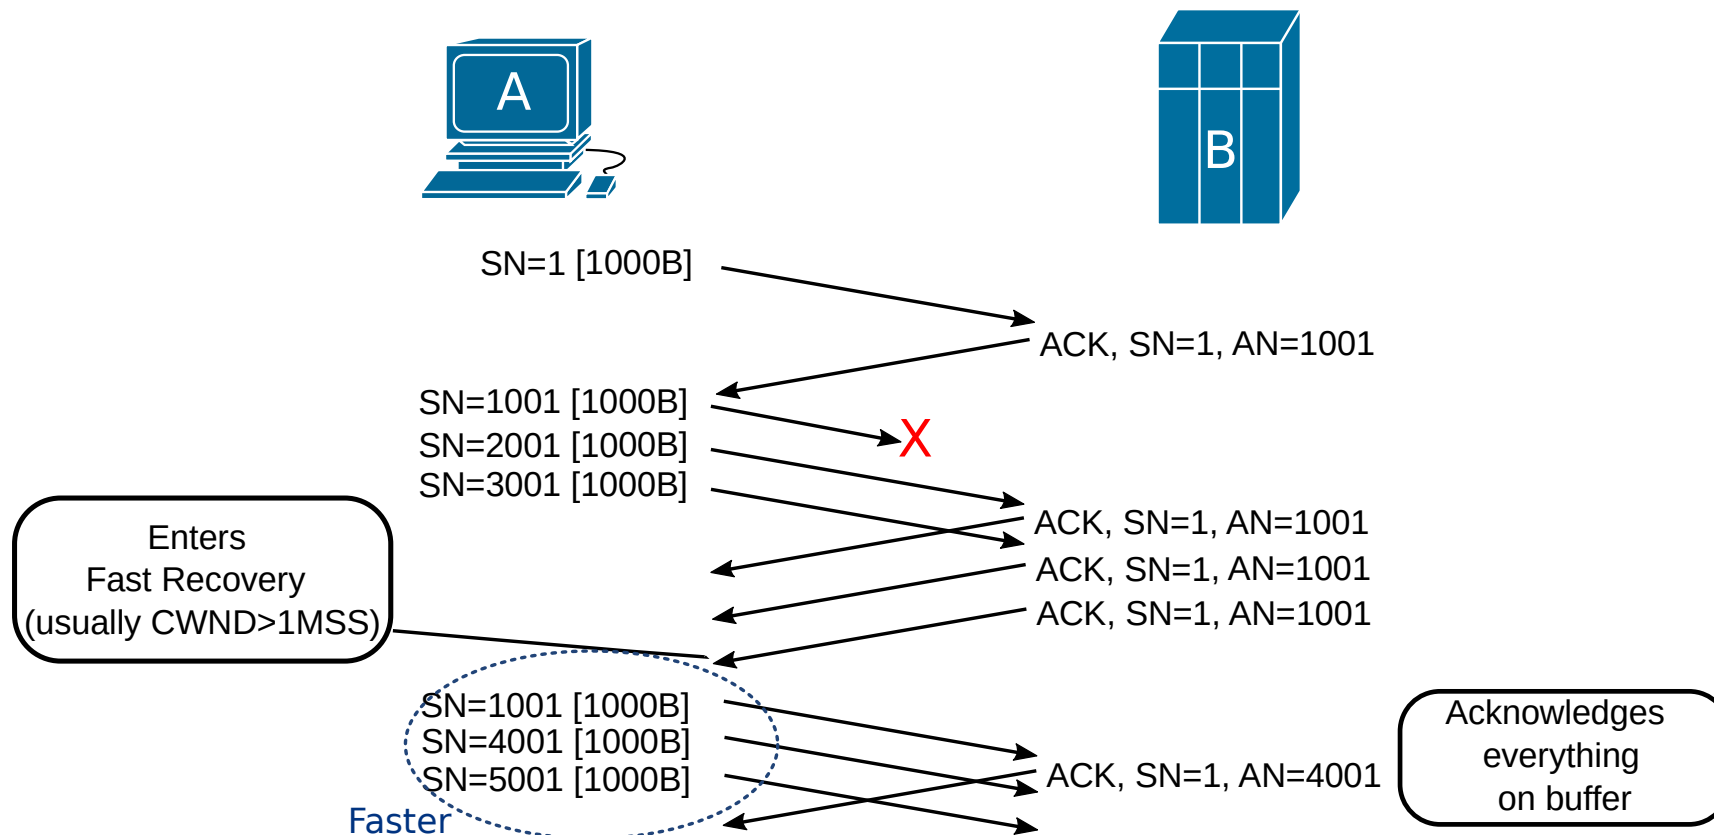 A
B
SN=1 [1000B]
ACK, SN=1, AN=1001
SN=1001 [1000B]
X
SN=2001 [1000B]
SN=3001 [1000B]
ACK, SN=1, AN=1001
ACK, SN=1, AN=1001
ACK, SN=1, AN=1001
Enters
Fast Recovery
(usually CWND>1MSS)
SN=1001 [1000B]
SN=4001 [1000B]
SN=5001 [1000B]
Faster
ACK, SN=1, AN=4001
Acknowledges
everything
on buffer